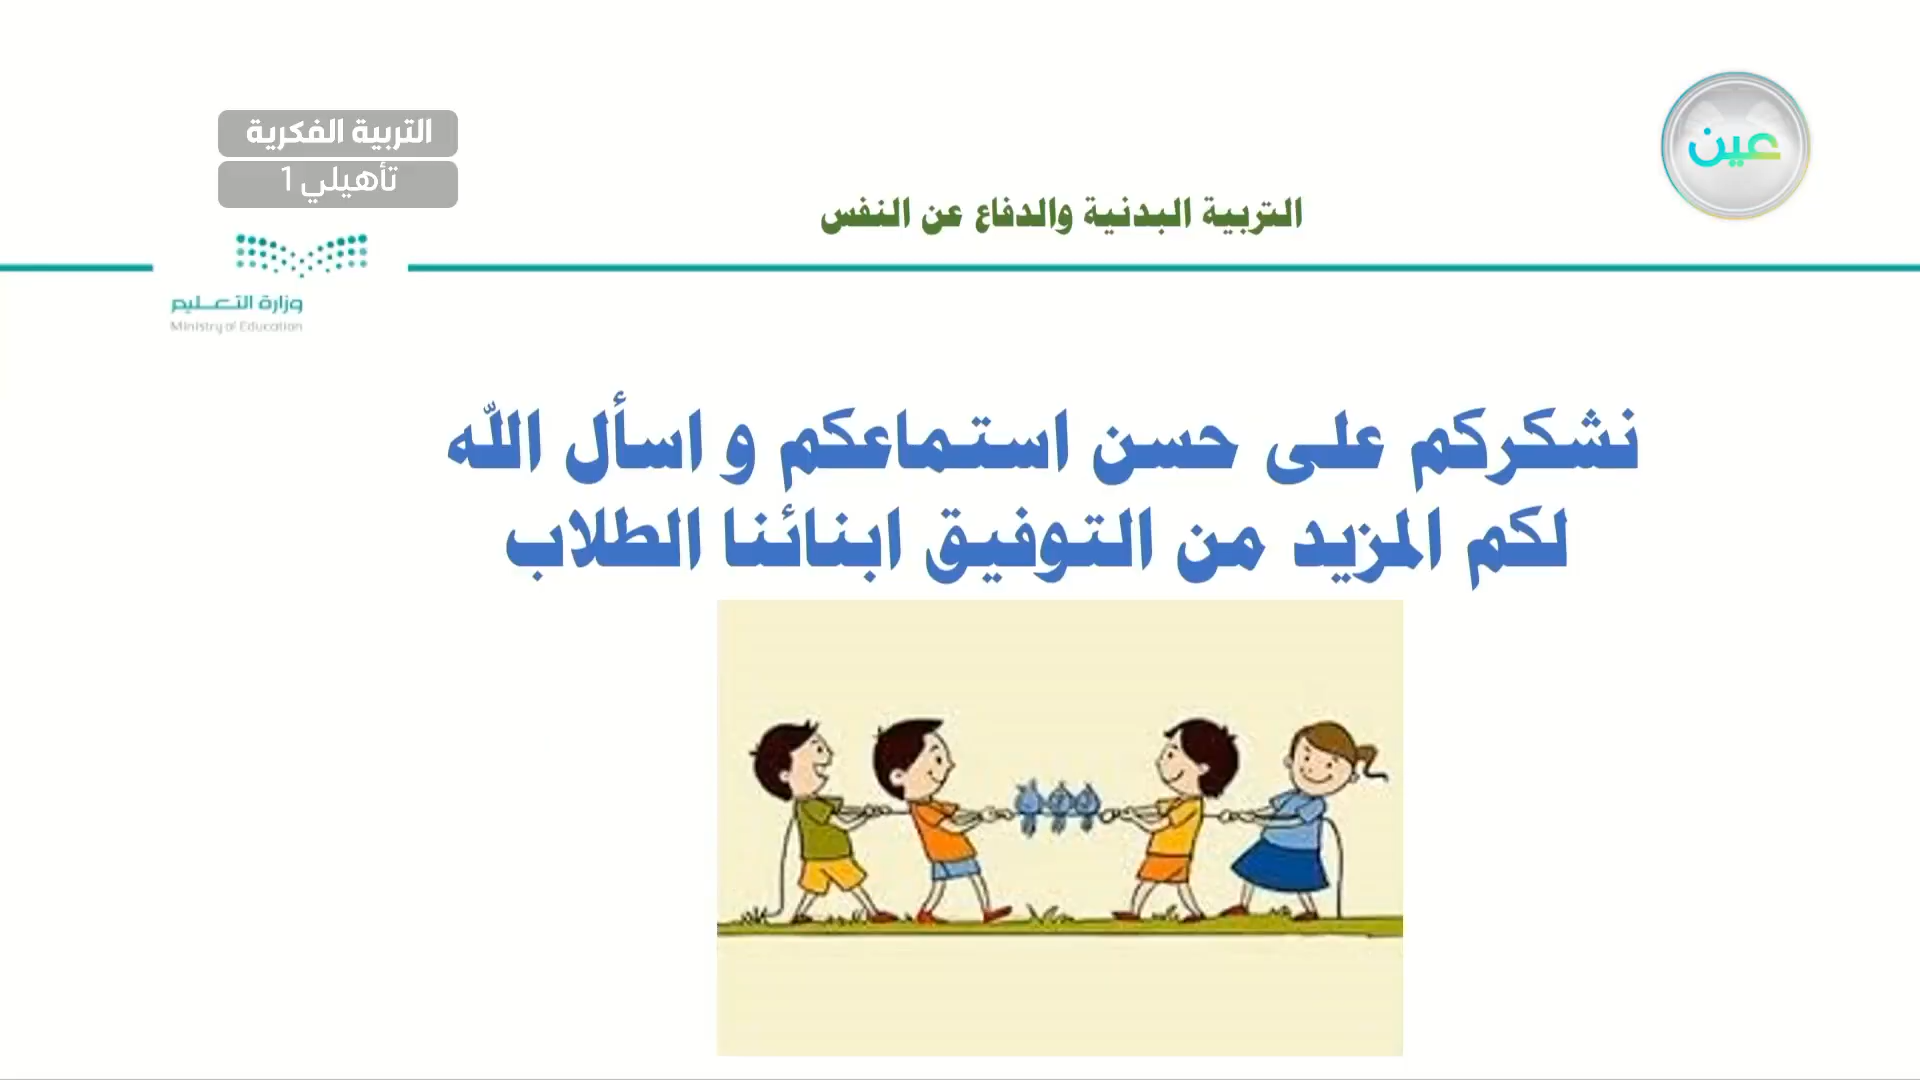 التربية الفكرية
تأهيلي 1
عين
التربية البدنية والدفاع عن النفس
وزارة التعليم
Ministry of Education
نشكركم على حسن استماعكم و اسأل الله
لكم المزيد من التوفيق ابنائنا الطلاب